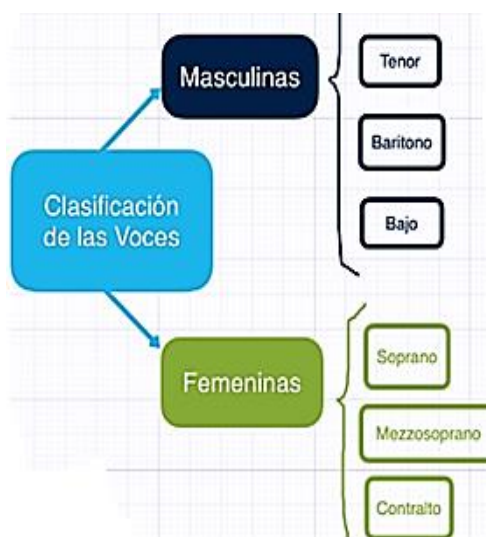 Clasificación
de las Voces
Masculinas
Tenor
Baritono
Bajo
Femeninas
Soprano
Mezzosoprano
Contralto